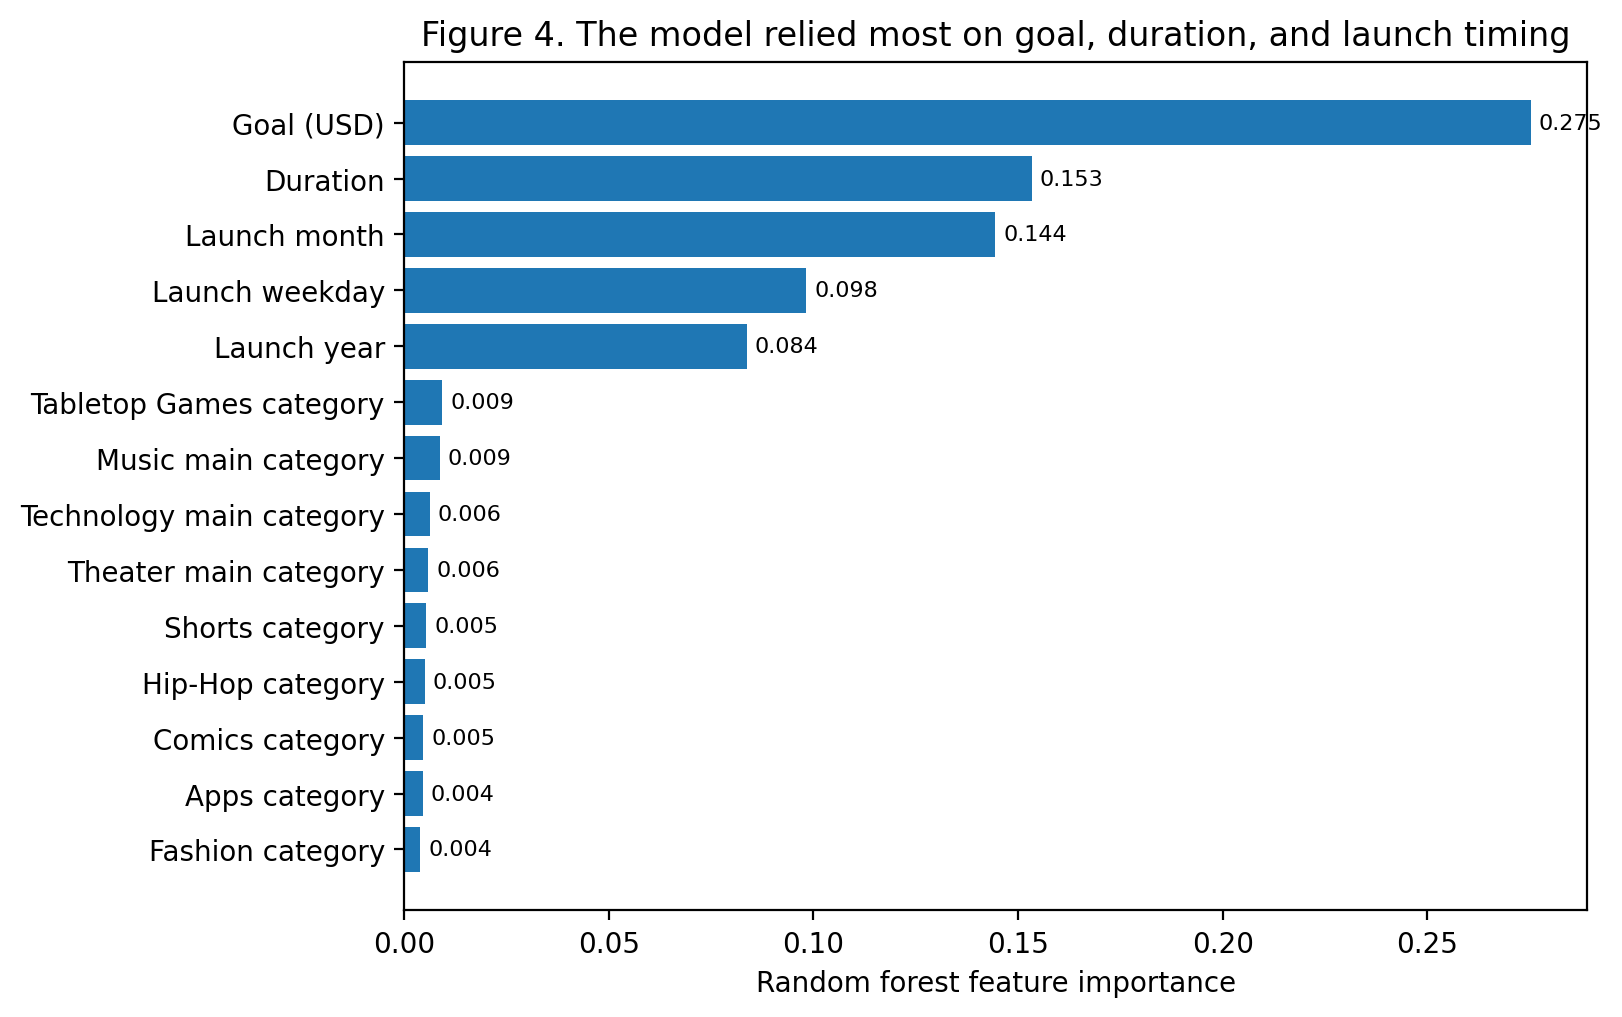 Figure 4. The model relied most on goal, duration, and launch timing
Goal (USD) 0.275
Duration 0.153
Launch month 0.144
Launch weekday 0.098
Launch year 0.084
Tabletop Games category 0.009
Music main category 0.009
Technology main category 0.006
Theater main category 0.006
Shorts category 0.005
Hip-Hop category 0.005
Comics category 0.005
Apps category 0.004
Fashion category 0.004
0.00 0.05 0.10 0.15 0.20 0.25
Random forest feature importance